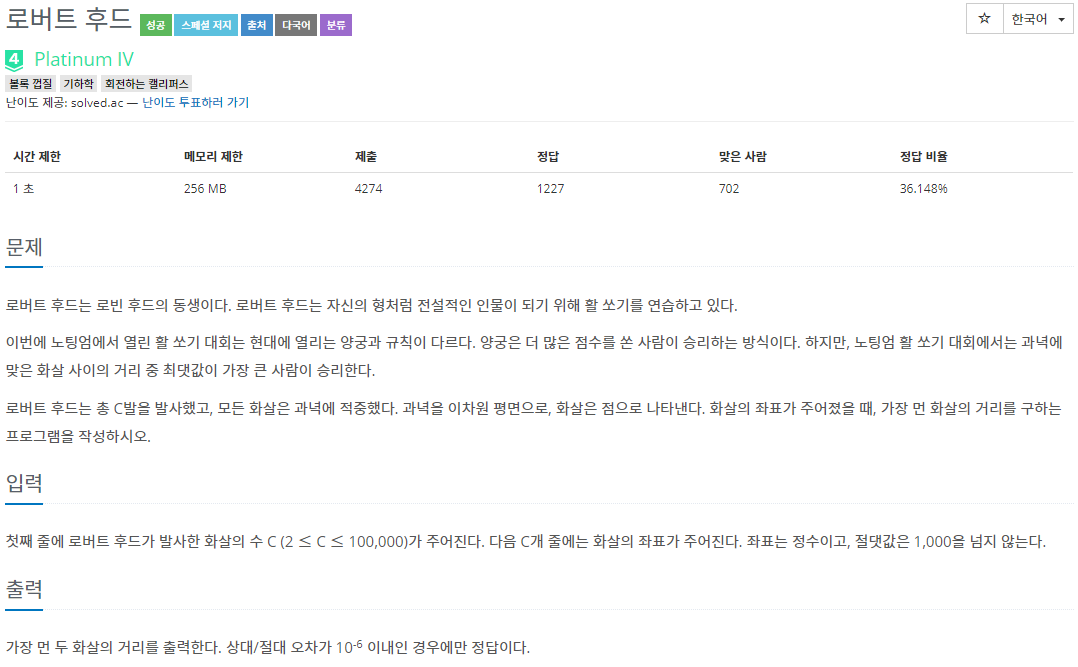 로버트 후드 성공 스페셜 저지 출처 다국어 분류
☆ 한국어
4 Platinum IV
볼록 껍질 기하학 회전하는 캘리퍼스
난이도 제공: solved.ac — 난이도 투표하러 가기
시간 제한 메모리 제한 제출 정답 맞은 사람 정답 비율
1 초 256 MB 4274 1227 702 36.148%
문제
로버트 후드는 로빈 후드의 동생이다. 로버트 후드는 자신의 형처럼 전설적인 인물이 되기 위해 활 쏘기를 연습하고 있다.
이번에 노팅엄에서 열린 활 쏘기 대회는 현대에 열리는 양궁과 규칙이 다르다. 양궁은 더 많은 점수를 쏜 사람이 승리하는 방식이다. 하지만, 노팅엄 활 쏘기 대회에서는 과녁에
맞은 화살 사이의 거리 중 최댓값이 가장 큰 사람이 승리한다.
로버트 후드는 총 C발을 발사했고, 모든 화살은 과녁에 적중했다. 과녁을 이차원 평면으로, 화살은 점으로 나타낸다. 화살의 좌표가 주어졌을 때, 가장 먼 화살의 거리를 구하는
프로그램을 작성하시오.
입력
첫째 줄에 로버트 후드가 발사한 화살의 수 C (2 ≤ C ≤ 100,000)가 주어진다. 다음 C개 줄에는 화살의 좌표가 주어진다. 좌표는 정수이고, 절댓값은 1,000을 넘지 않는다.
출력
가장 먼 두 화살의 거리를 출력한다. 상대/절대 오차가 10⁻⁶ 이내인 경우에만 정답이다.